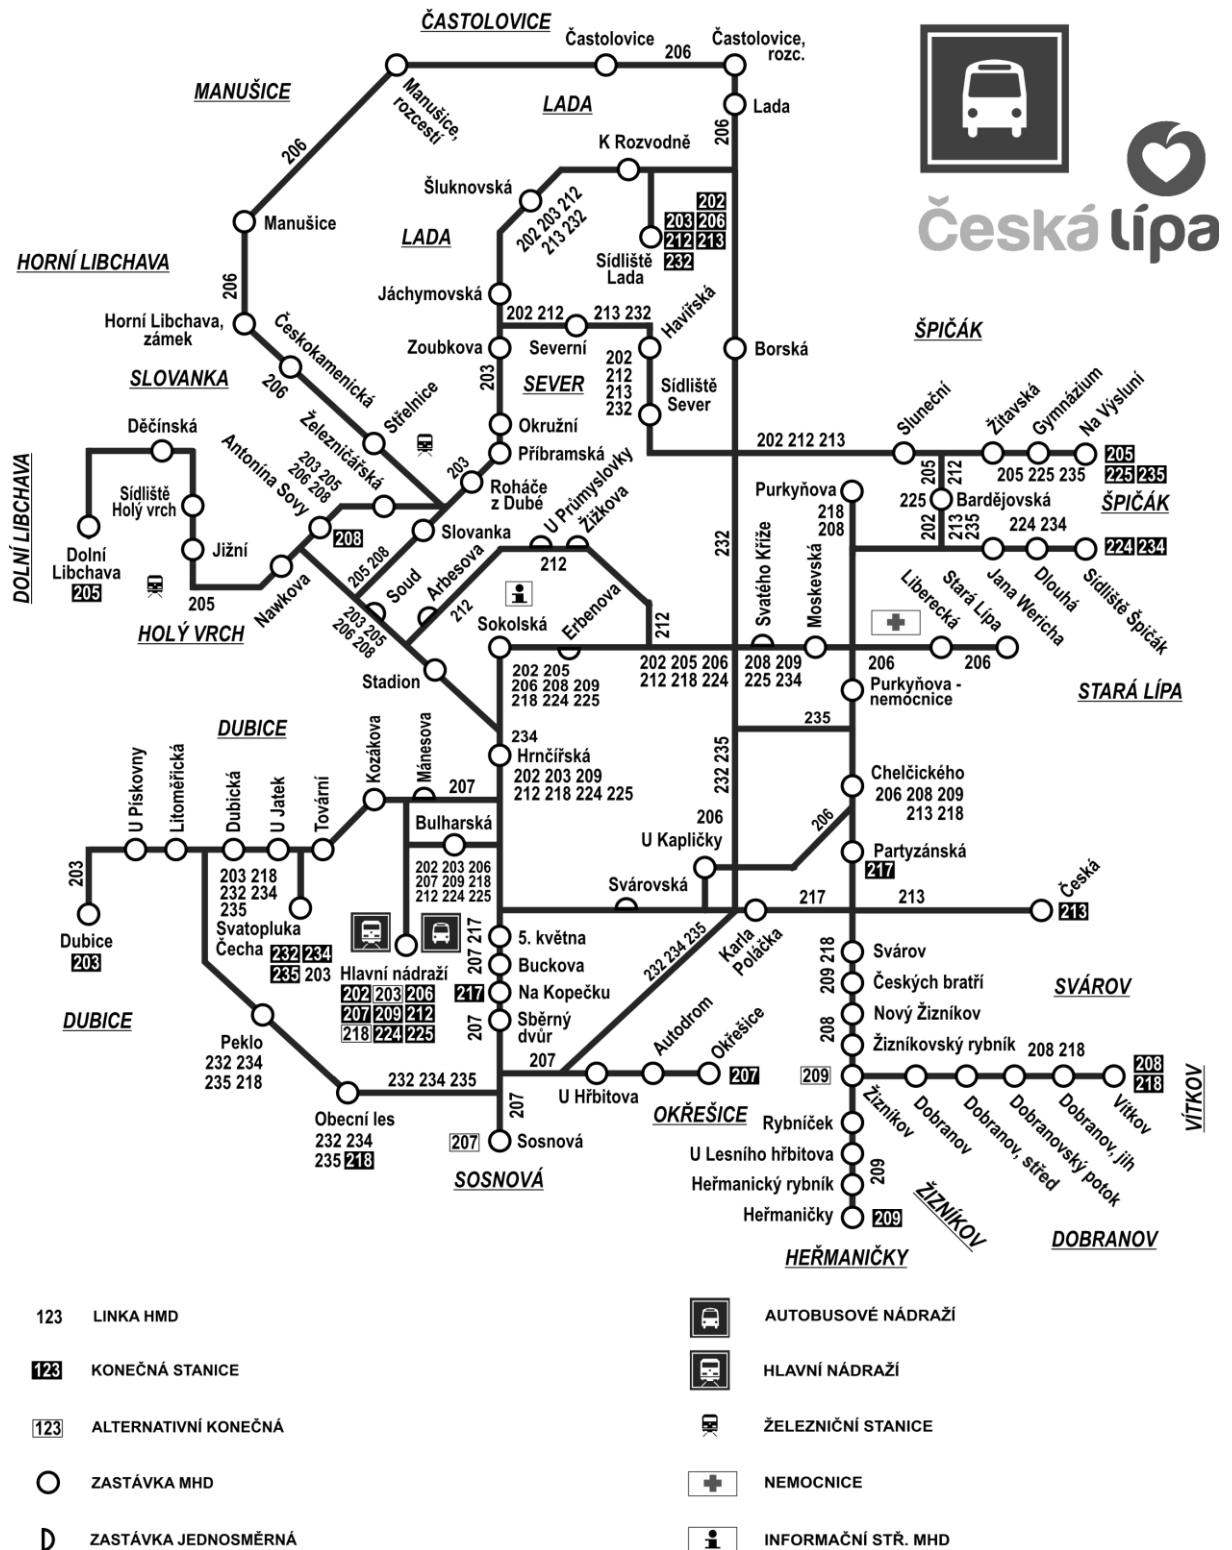 ČASTOLOVICE
Častolovice
206
Častolovice,
rozc.
MANUŠICE
Manušice,
rozcestí
LADA
Lada
206
206
K Rozvodně
Šluknovská
202 203 212
213 232
202
203 206
212 213
232
Sídliště
Lada
Česká lípa
Manušice
LADA
HORNÍ LIBCHAVA
206
Jáchymovská
Horní Libchava,
zámek
Českokamenická
202 212
213 232
Havířská
Zoubkova
Severní
Borská
ŠPIČÁK
SLOVANKA
206
Střelnice
203
SEVER
202
212
213
232
Sídliště
Sever
Sluneční
Žitavská
Gymnázium
Na Výsluní
Děčínská
Železničářská
Okružní
202 212 213
205
225 235
205 225 235
Antonína Sovy
203 205
206 208
Příbramská
203
Roháče
z Dubé
Purkyňova
218
208
205
212
225
Bardějovská
ŠPIČÁK
DOLNÍ LIBCHAVA
Sídliště
Holý vrch
208
Slovanka
U Průmyslovky
Žižkova
232
202
213
235
224 234
224 234
Dolní
Libchava
205
Jižní
205
Nawkova
HOLÝ VRCH
205 208
Soud
Arbesova
212
212
212
203 205
206 208
Sokolská
Erbenova
Svatého Kříže
Moskevská
Liberecká
Stará Lípa
Jana Wericha
Dlouhá
Sídliště Špičák
Stadion
202 205
206 208 209
218 224 225
202 205 206
212 218 224
208 209
225 234
206
206
Purkyňova -
nemocnice
STARÁ LÍPA
DUBICE
234
Hrnčířská
202 203 209
212 218 224 225
235
232 235
U Pískovny
Litoměřická
Dubická
U Jatek
Tovární
Kozákova
Mánesova
207
Chelčického
206 208 209
213 218
Bulharská
206
U Kapličky
206
203
203 218
232 234
235
202 203 206
207 209 218
212 224 225
Partyzánská
217
Svatopluka
Čecha
232 234
235 203
Svárovská
217
213
Česká
213
Dubice
203
Karla
Poláčka
Hlavní nádraží
202 203 206
207 209 212
218 224 225
207 217
5. května
Buckova
217
Na Kopečku
207
Sběrný
dvůr
232 234 235
209 218
Svárov
Českých bratří
SVÁROV
DUBICE
Nový Žizníkov
208
Žizníkovský rybník
Peklo
232 234
235 218
Autodrom
Okřešice
207
207
U Hřbitova
208 218
208
218
VÍTKOV
232 234 235
207
209
OKŘEŠICE
Žizníkov
Dobranov
Dobranov, střed
Dobranovský potok
Dobranov, jih
Vítkov
Obecní les
232 234
235 218
207
Sosnová
SOSNOVÁ
Rybníček
U Lesního hřbitova
209
Heřmanický rybník
Heřmaničky
209
ŽIZNÍKOV
DOBRANOV
HEŘMANIČKY
123 LINKA HMD
AUTOBUSOVÉ NÁDRAŽÍ
123 KONEČNÁ STANICE
HLAVNÍ NÁDRAŽÍ
123 ALTERNATIVNÍ KONEČNÁ
ŽELEZNIČNÍ STANICE
ZASTÁVKA MHD
NEMOCNICE
ZASTÁVKA JEDNOSMĚRNÁ
INFORMAČNÍ STŘ. MHD